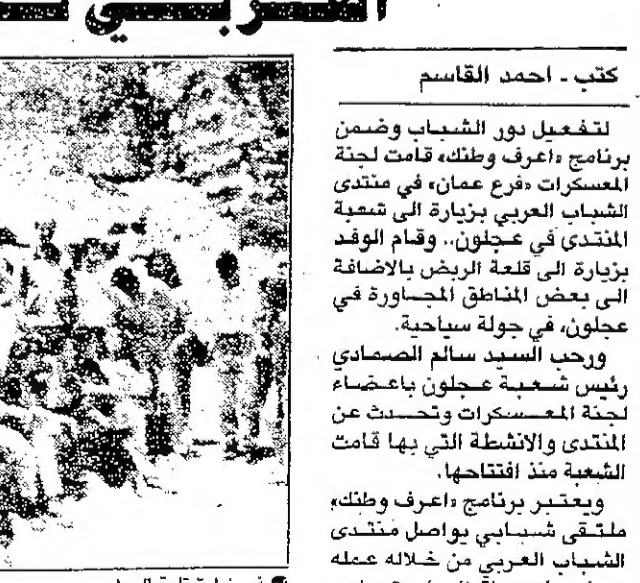 كتب - احمد القاسم
لتفعيل دور الشباب وضمن
برنامج «اعرف وطنك» قامت لجنة
المعسكرات «فرع عمان» في منتدى
الشباب العربي بزيارة الى شعبة
المنتدى في عجلون.. وقام الوفد
بزيارة الى قلعة الربض بالاضافة
الى بعض المناطق المجاورة في
عجلون، في جولة سياحية.
ورحب السيد سالم الصمادي
رئيس شعبة عجلون باعضاء
لجنة المعسكرات وتحدث عن
المنتدى والانشطة التي بها قامت
الشعبة منذ افتتاحها.
ويعتبر برنامج «اعرف وطنك»
ملتقى شبابي يواصل منتدى
الشباب العربي من خلاله عمله